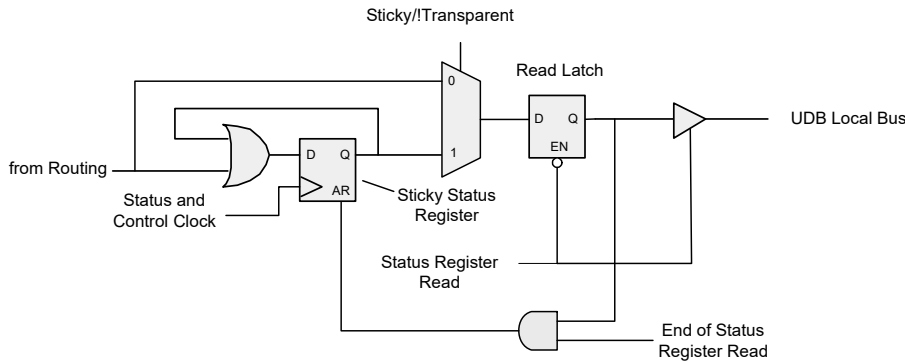 Sticky/!Transparent
Read Latch
0
D Q
UDB Local Bus
EN
from Routing
D Q
1
AR
Status and
Control Clock
Sticky Status
Register
Status Register
Read
End of Status
Register Read